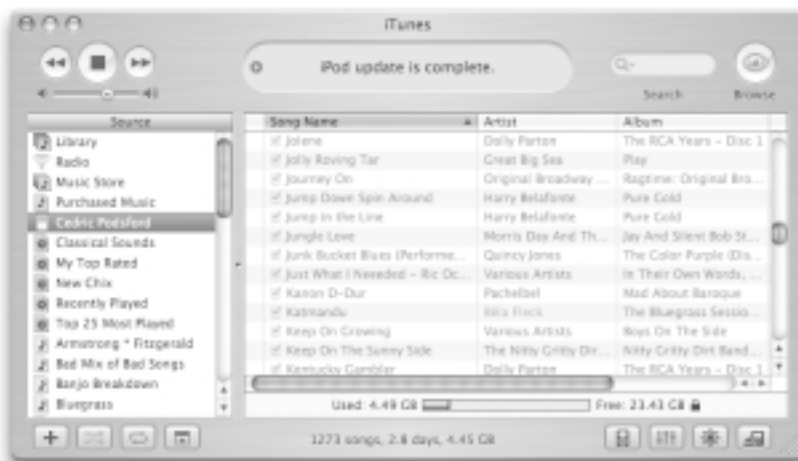 iTunes
iPod update is complete.
Search
Browse
Source
Song Name Artist Album
Library
Radio
Music Store
Purchased Music
Cedric Podsford
Classical Sounds
My Top Rated
New Chix
Recently Played
Top 25 Most Played
Armstrong * Fitzgerald
Bad Mix of Bad Songs
Banjo Breakdown
Bluegrass
Jolene Dolly Parton The RCA Years – Disc 1
Jolly Roving Tar Great Big Sea Play
Journey On Original Broadway ... Ragtime: Original Bro...
Jump Down Spin Around Harry Belafonte Pure Gold
Jump in the Line Harry Belafonte Pure Gold
Jungle Love Morris Day And Th... Jay And Silent Bob St...
Junk Bucket Blues (Performe... Quincy Jones The Color Purple (Dis...
Just What I Needed – Ric Oc... Various Artists In Their Own Words, ...
Kanon D-Dur Pachelbel Mad About Baroque
Katmandu Béla Fleck The Bluegrass Sessio...
Keep On Growing Various Artists Boys On The Side
Keep On The Sunny Side The Nitty Gritty Dir... Nitty Gritty Dirt Band...
Kentucky Gambler Dolly Parton The RCA Years – Disc 1
Used: 4.49 GB Free: 23.43 GB
1273 songs, 2.8 days, 4.45 GB